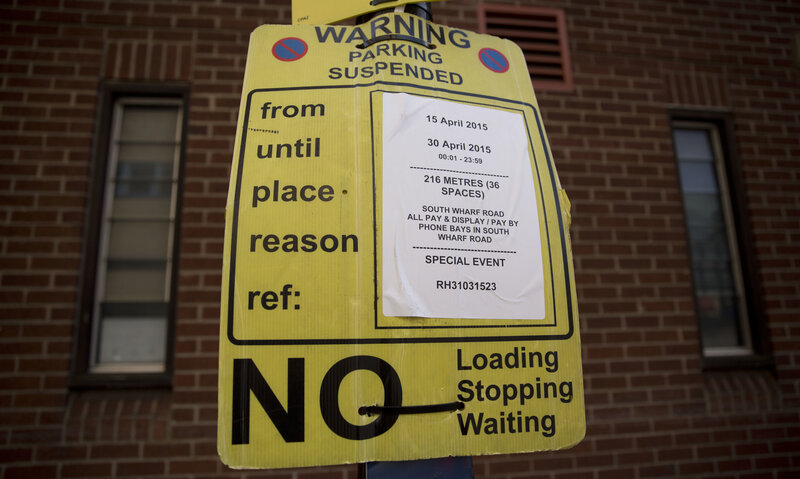 WARNING
PARKING
SUSPENDED
from
15 April 2015
until
30 April 2015
00:01 - 23:59
place
216 METRES (36
SPACES)
SOUTH WHARF ROAD
ALL PAY & DISPLAY / PAY BY
PHONE BAYS IN SOUTH
WHARF ROAD
reason
SPECIAL EVENT
ref:
RH31031523
NO
Loading
Stopping
Waiting